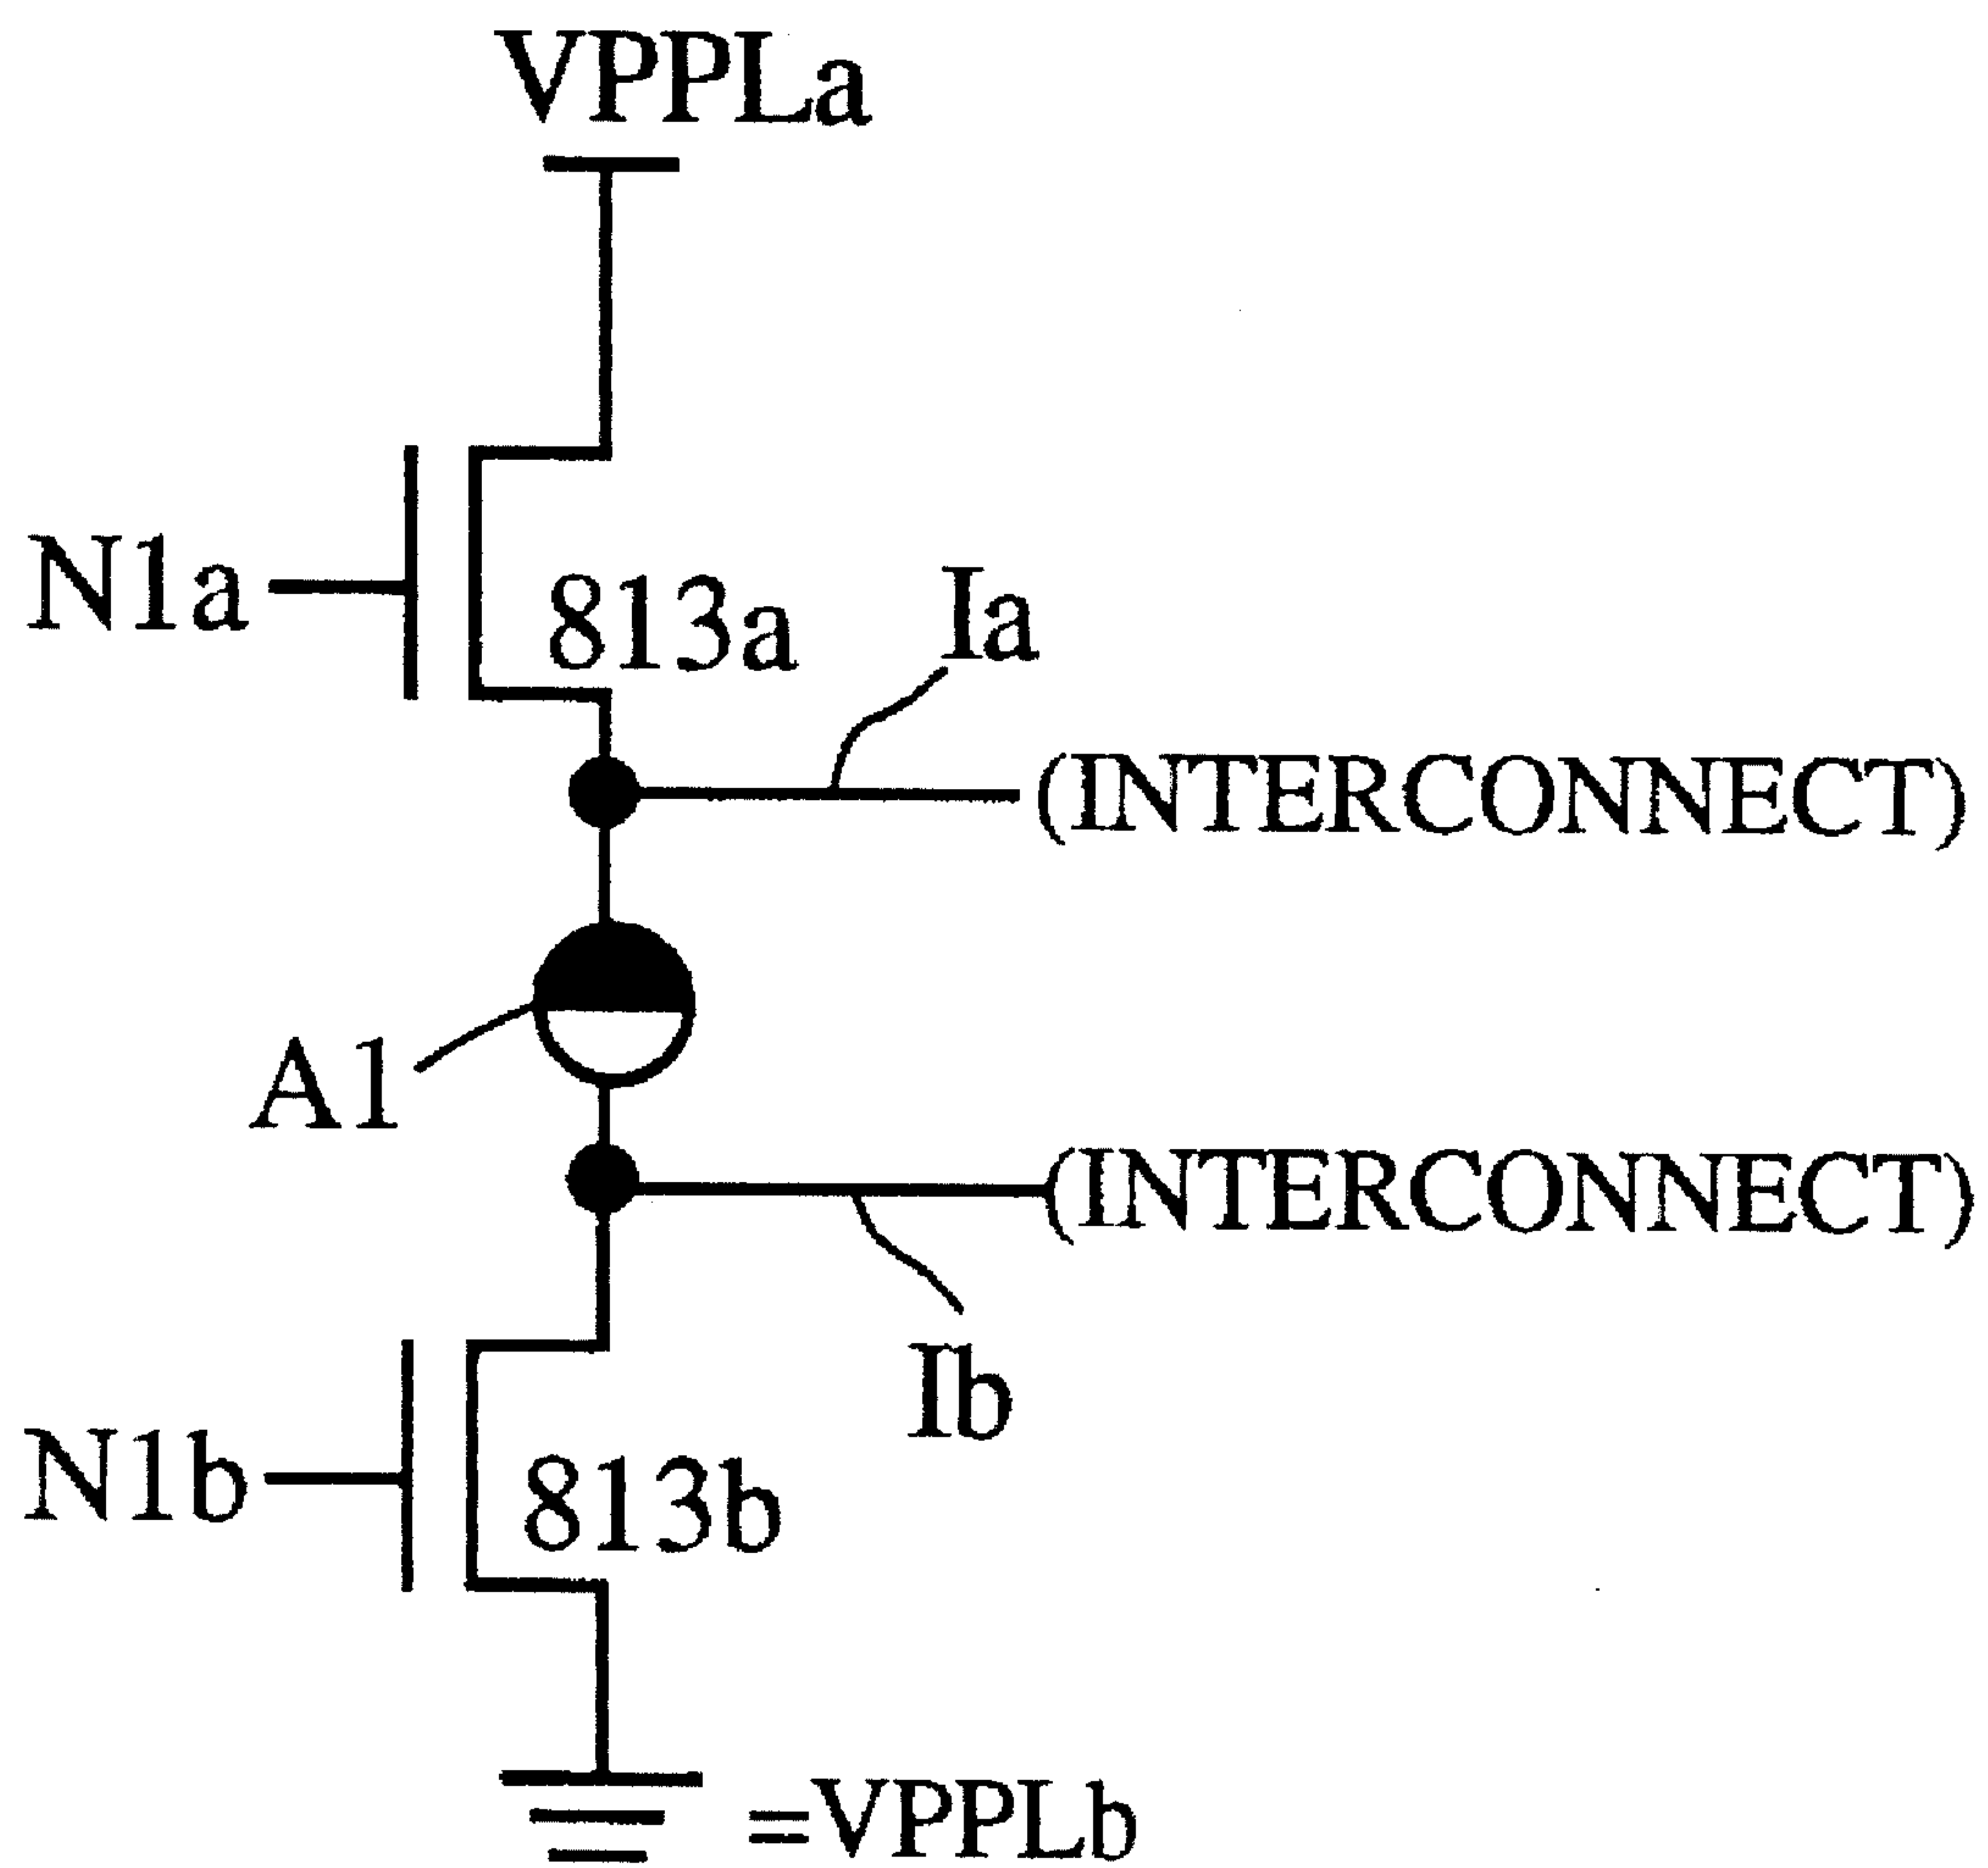 VPPLa
N1a
813a
Ia
(INTERCONNECT)
A1
(INTERCONNECT)
Ib
N1b
813b
=VPPLb